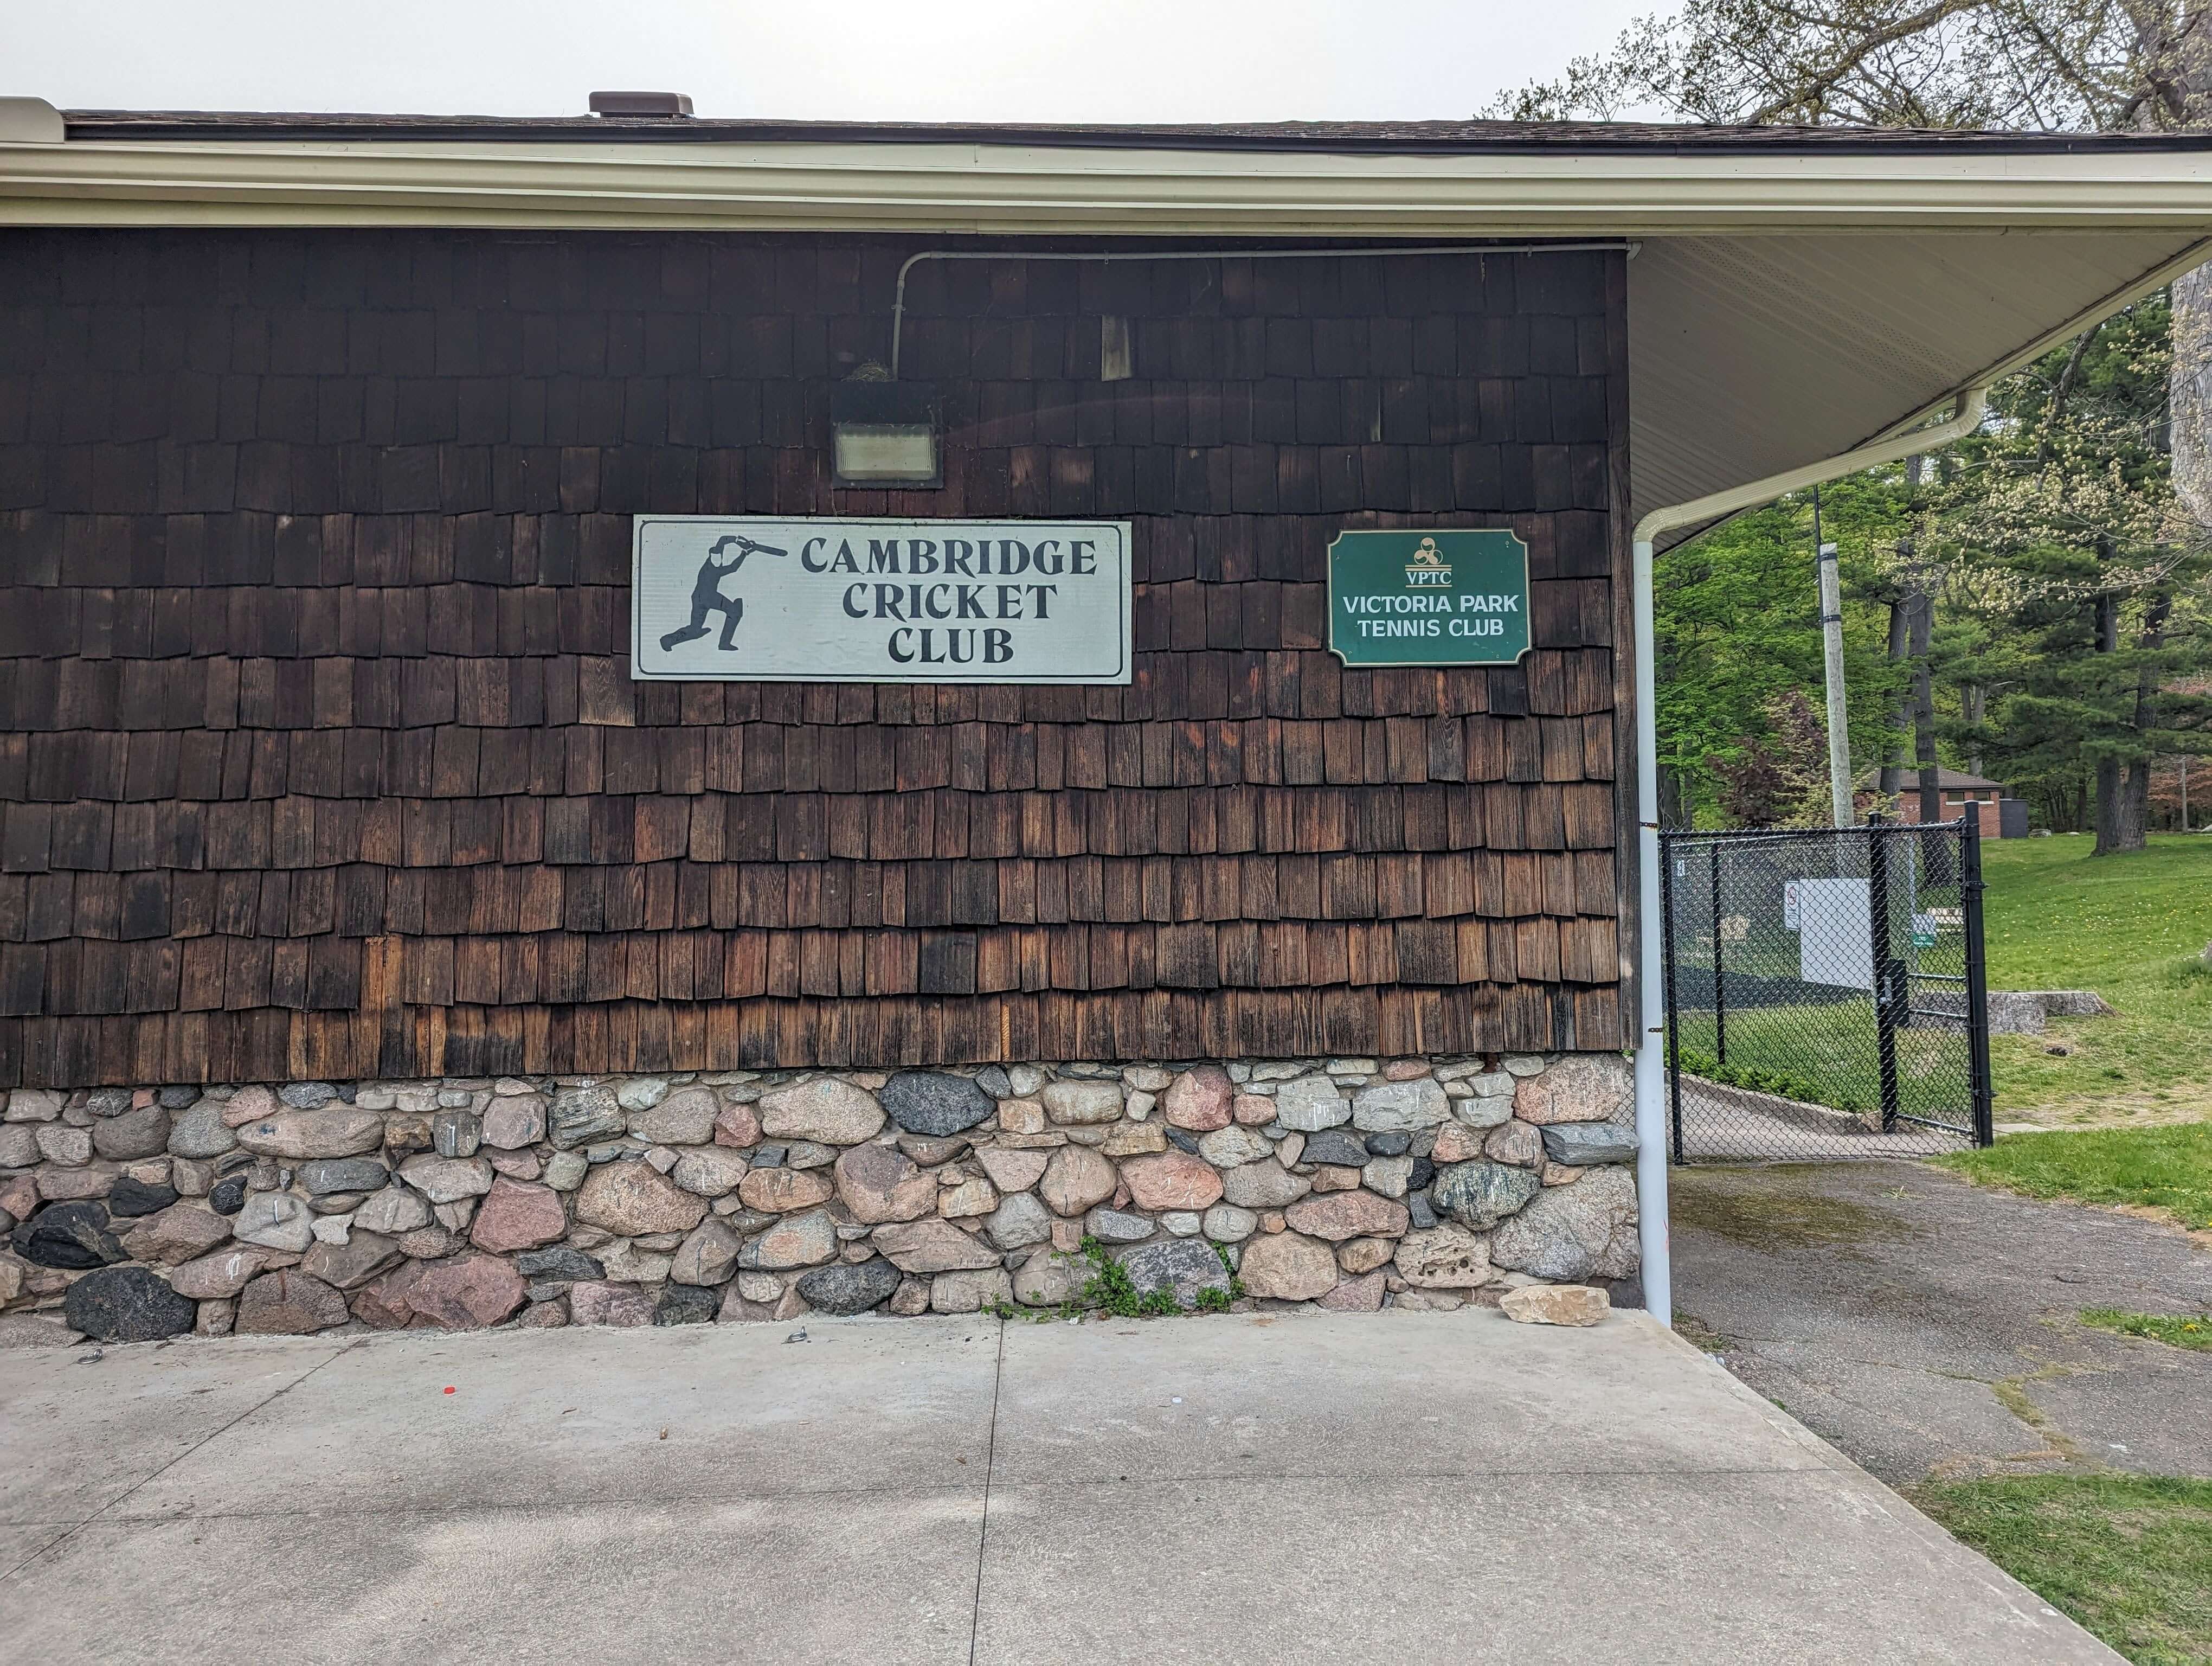 CAMBRIDGE
CRICKET
CLUB
VPTC
VICTORIA PARK
TENNIS CLUB